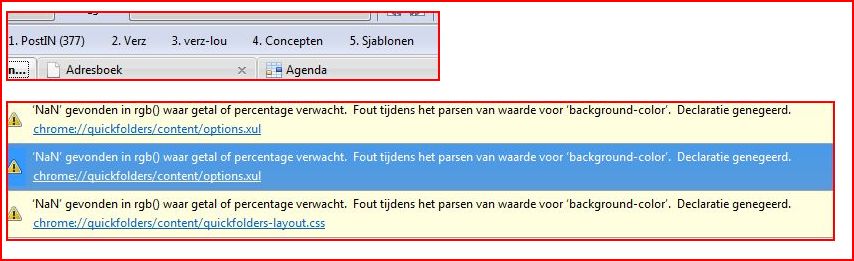 1. PostIN (377) 2. Verz 3. verz-lou 4. Concepten 5. Sjablonen
n... Adresboek Agenda
‘NaN’ gevonden in rgb() waar getal of percentage verwacht. Fout tijdens het parsen van waarde voor ‘background-color’. Declaratie genegeerd.
chrome://quickfolders/content/options.xul
‘NaN’ gevonden in rgb() waar getal of percentage verwacht. Fout tijdens het parsen van waarde voor ‘background-color’. Declaratie genegeerd.
chrome://quickfolders/content/options.xul
‘NaN’ gevonden in rgb() waar getal of percentage verwacht. Fout tijdens het parsen van waarde voor ‘background-color’. Declaratie genegeerd.
chrome://quickfolders/content/quickfolders-layout.css